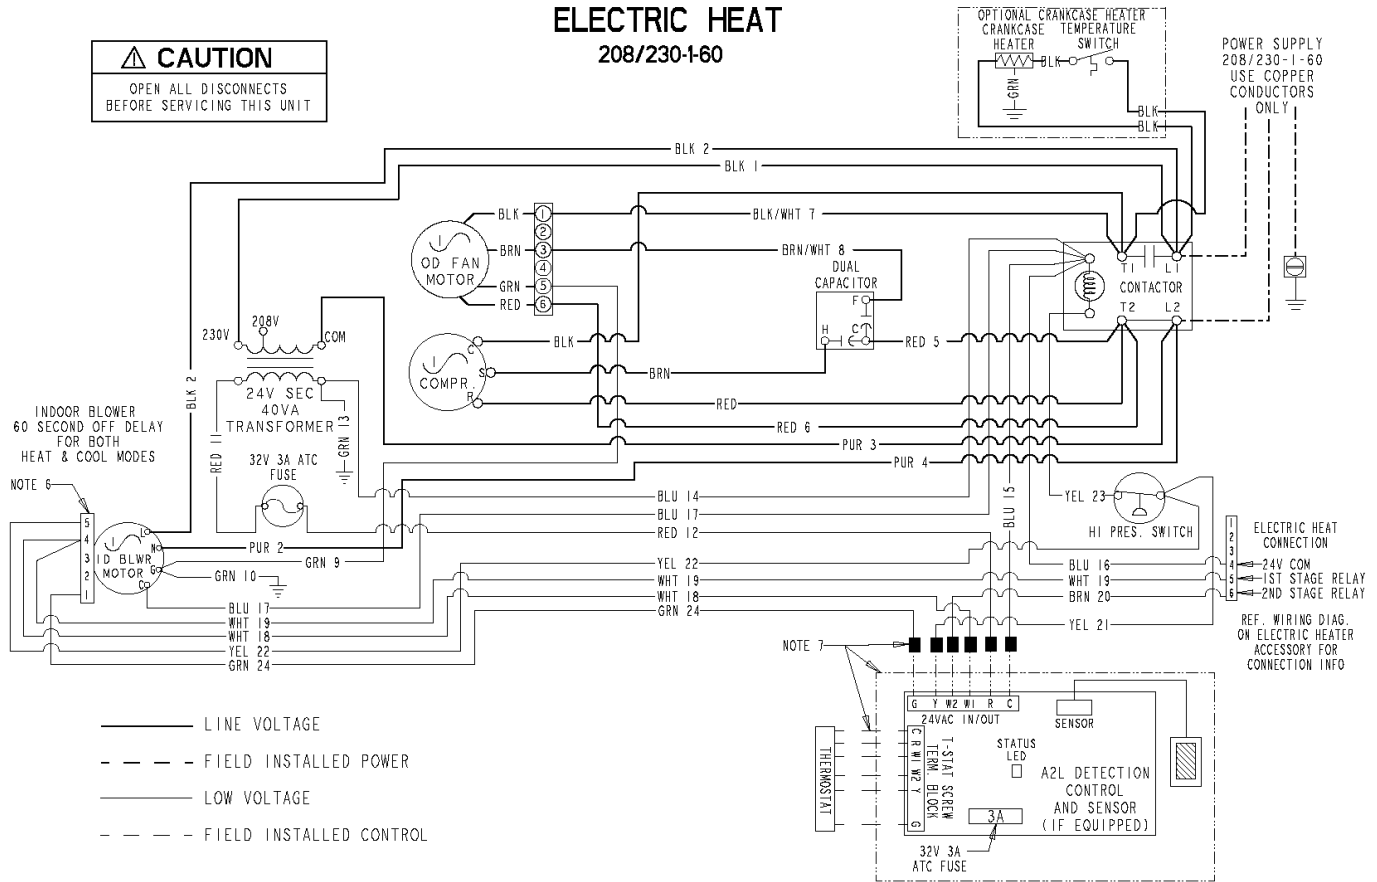 ELECTRIC HEAT
208/230-1-60
⚠ CAUTION
OPEN ALL DISCONNECTS
BEFORE SERVICING THIS UNIT
OPTIONAL CRANKCASE HEATER
CRANKCASE
HEATER
TEMPERATURE
SWITCH
BLK
GRN
BLK
BLK
POWER SUPPLY
208/230-1-60
USE COPPER
CONDUCTORS
ONLY
BLK 2
BLK 1
BLK
1
BLK/WHT 7
2
BRN
3
BRN/WHT 8
4
GRN
5
RED
6
OD FAN
MOTOR
DUAL
CAPACITOR
F
H
C
RED 5
T1
L1
CONTACTOR
T2
L2
230V
208V
COM
24V SEC
40VA
TRANSFORMER
C
BLK
S
BRN
R
RED
COMPR.
RED 6
PUR 3
PUR 4
BLK 2
RED 11
GRN 13
32V 3A ATC
FUSE
INDOOR BLOWER
60 SECOND OFF DELAY
FOR BOTH
HEAT & COOL MODES
NOTE 6
5
4
3
2
1
L
N
G
C
ID BLWR
MOTOR
PUR 2
GRN 9
GRN 10
BLU 17
WHT 19
WHT 18
YEL 22
GRN 24
BLU 14
BLU 17
RED 12
YEL 22
WHT 19
WHT 18
GRN 24
BLU 15
YEL 23
HI PRES. SWITCH
BLU 16
WHT 19
BRN 20
YEL 21
1
2
3
4
5
6
ELECTRIC HEAT
CONNECTION
24V COM
1ST STAGE RELAY
2ND STAGE RELAY
REF. WIRING DIAG.
ON ELECTRIC HEATER
ACCESSORY FOR
CONNECTION INFO
NOTE 7
G Y W2 W1 R C
24VAC IN/OUT
SENSOR
C R W1 W2 Y G
T-STAT SCREW
TERM. BLOCK
THERMOSTAT
STATUS
LED
A2L DETECTION
CONTROL
AND SENSOR
(IF EQUIPPED)
3A
32V 3A
ATC FUSE
LINE VOLTAGE
FIELD INSTALLED POWER
LOW VOLTAGE
FIELD INSTALLED CONTROL